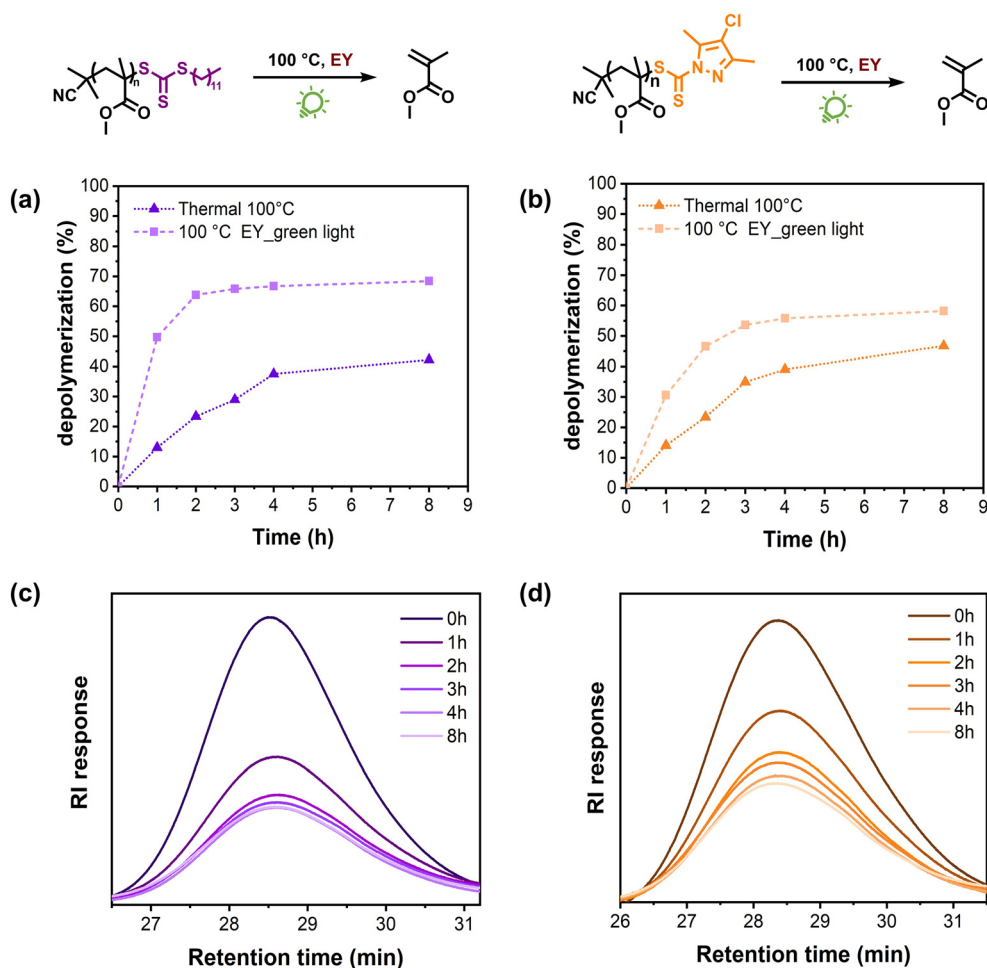 NC
n
S
S
S
11
O
O
100 °C, EY
O
O
NC
n
S
S
N
N
Cl
O
O
100 °C, EY
O
O
(a)
100
90
80
70
60
50
40
30
20
10
0
depolymerization (%)
Thermal 100°C
100 °C EY_green light
0 1 2 3 4 5 6 7 8 9
Time (h)
(b)
100
90
80
70
60
50
40
30
20
10
0
depolymerization (%)
Thermal 100°C
100 °C EY_green light
0 1 2 3 4 5 6 7 8 9
Time (h)
(c)
RI response
0h
1h
2h
3h
4h
8h
27 28 29 30 31
Retention time (min)
(d)
RI response
0h
1h
2h
3h
4h
8h
26 27 28 29 30 31
Retention time (min)